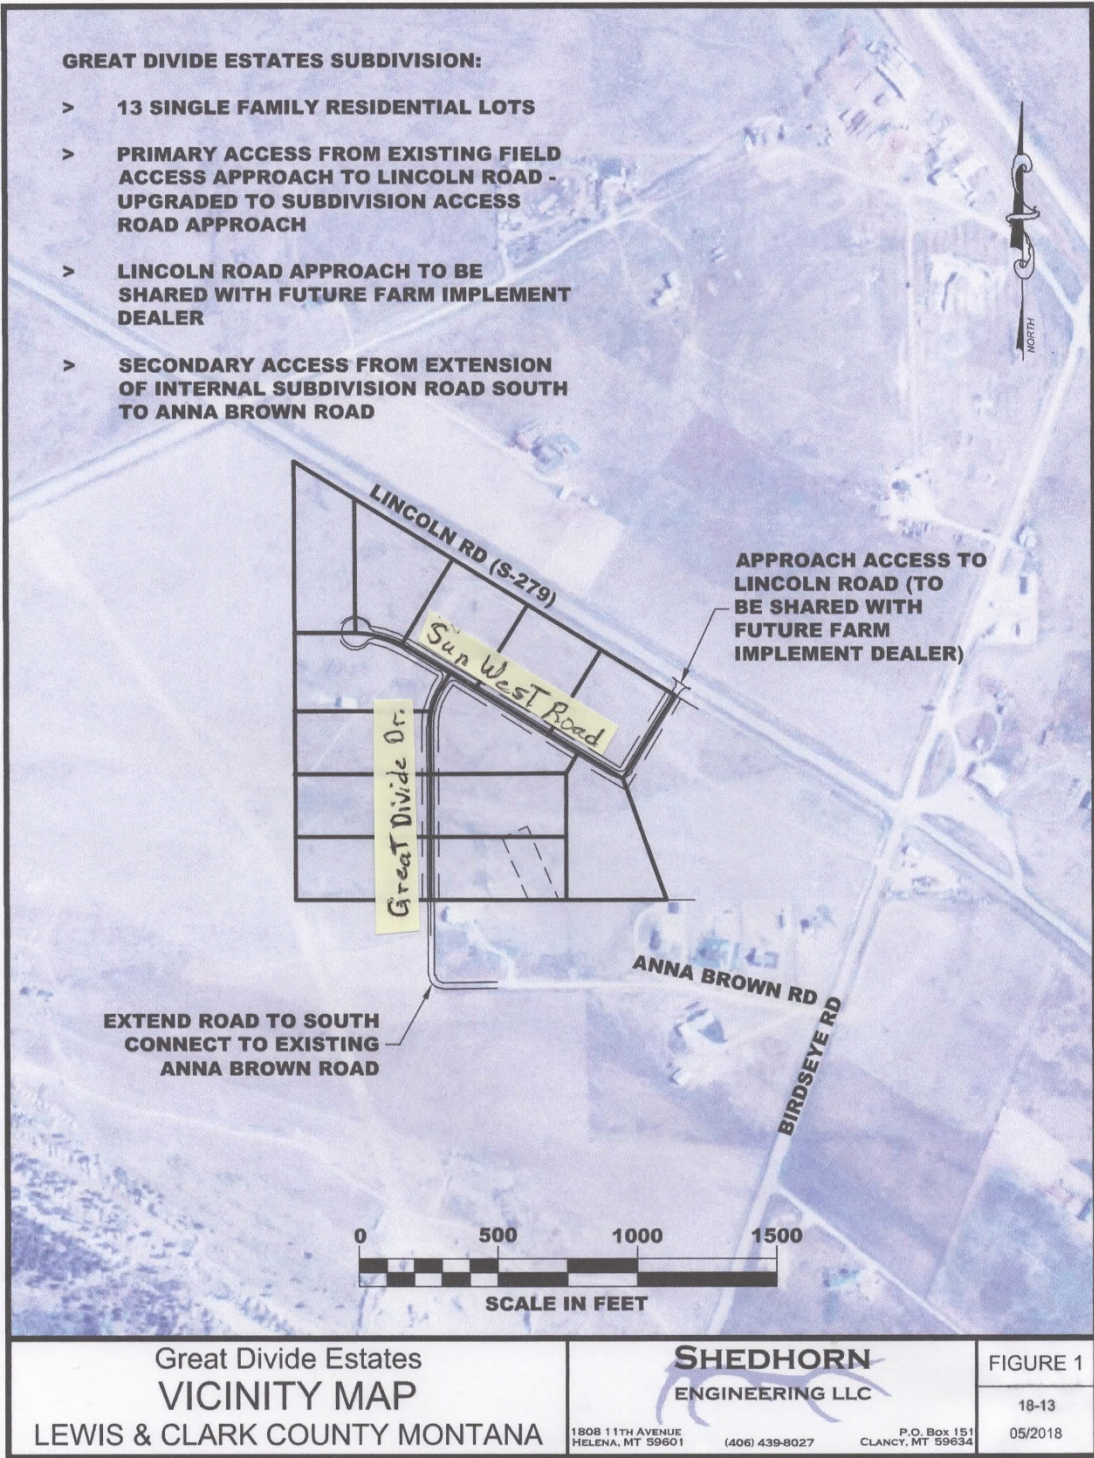 GREAT DIVIDE ESTATES SUBDIVISION:
> 13 SINGLE FAMILY RESIDENTIAL LOTS
> PRIMARY ACCESS FROM EXISTING FIELD
ACCESS APPROACH TO LINCOLN ROAD -
UPGRADED TO SUBDIVISION ACCESS
ROAD APPROACH
> LINCOLN ROAD APPROACH TO BE
SHARED WITH FUTURE FARM IMPLEMENT
DEALER
> SECONDARY ACCESS FROM EXTENSION
OF INTERNAL SUBDIVISION ROAD SOUTH
TO ANNA BROWN ROAD
NORTH
LINCOLN RD (S-279)
APPROACH ACCESS TO
LINCOLN ROAD (TO
BE SHARED WITH
FUTURE FARM
IMPLEMENT DEALER)
Sun West Road
Great Divide Dr.
ANNA BROWN RD
BIRDSEYE RD
EXTEND ROAD TO SOUTH
CONNECT TO EXISTING
ANNA BROWN ROAD
0 500 1000 1500
SCALE IN FEET
Great Divide Estates
VICINITY MAP
LEWIS & CLARK COUNTY MONTANA
SHEDHORN
ENGINEERING LLC
1808 11TH AVENUE
HELENA, MT 59601
(406) 439-8027
P.O. Box 151
CLANCY, MT 59634
FIGURE 1
18-13
05/2018